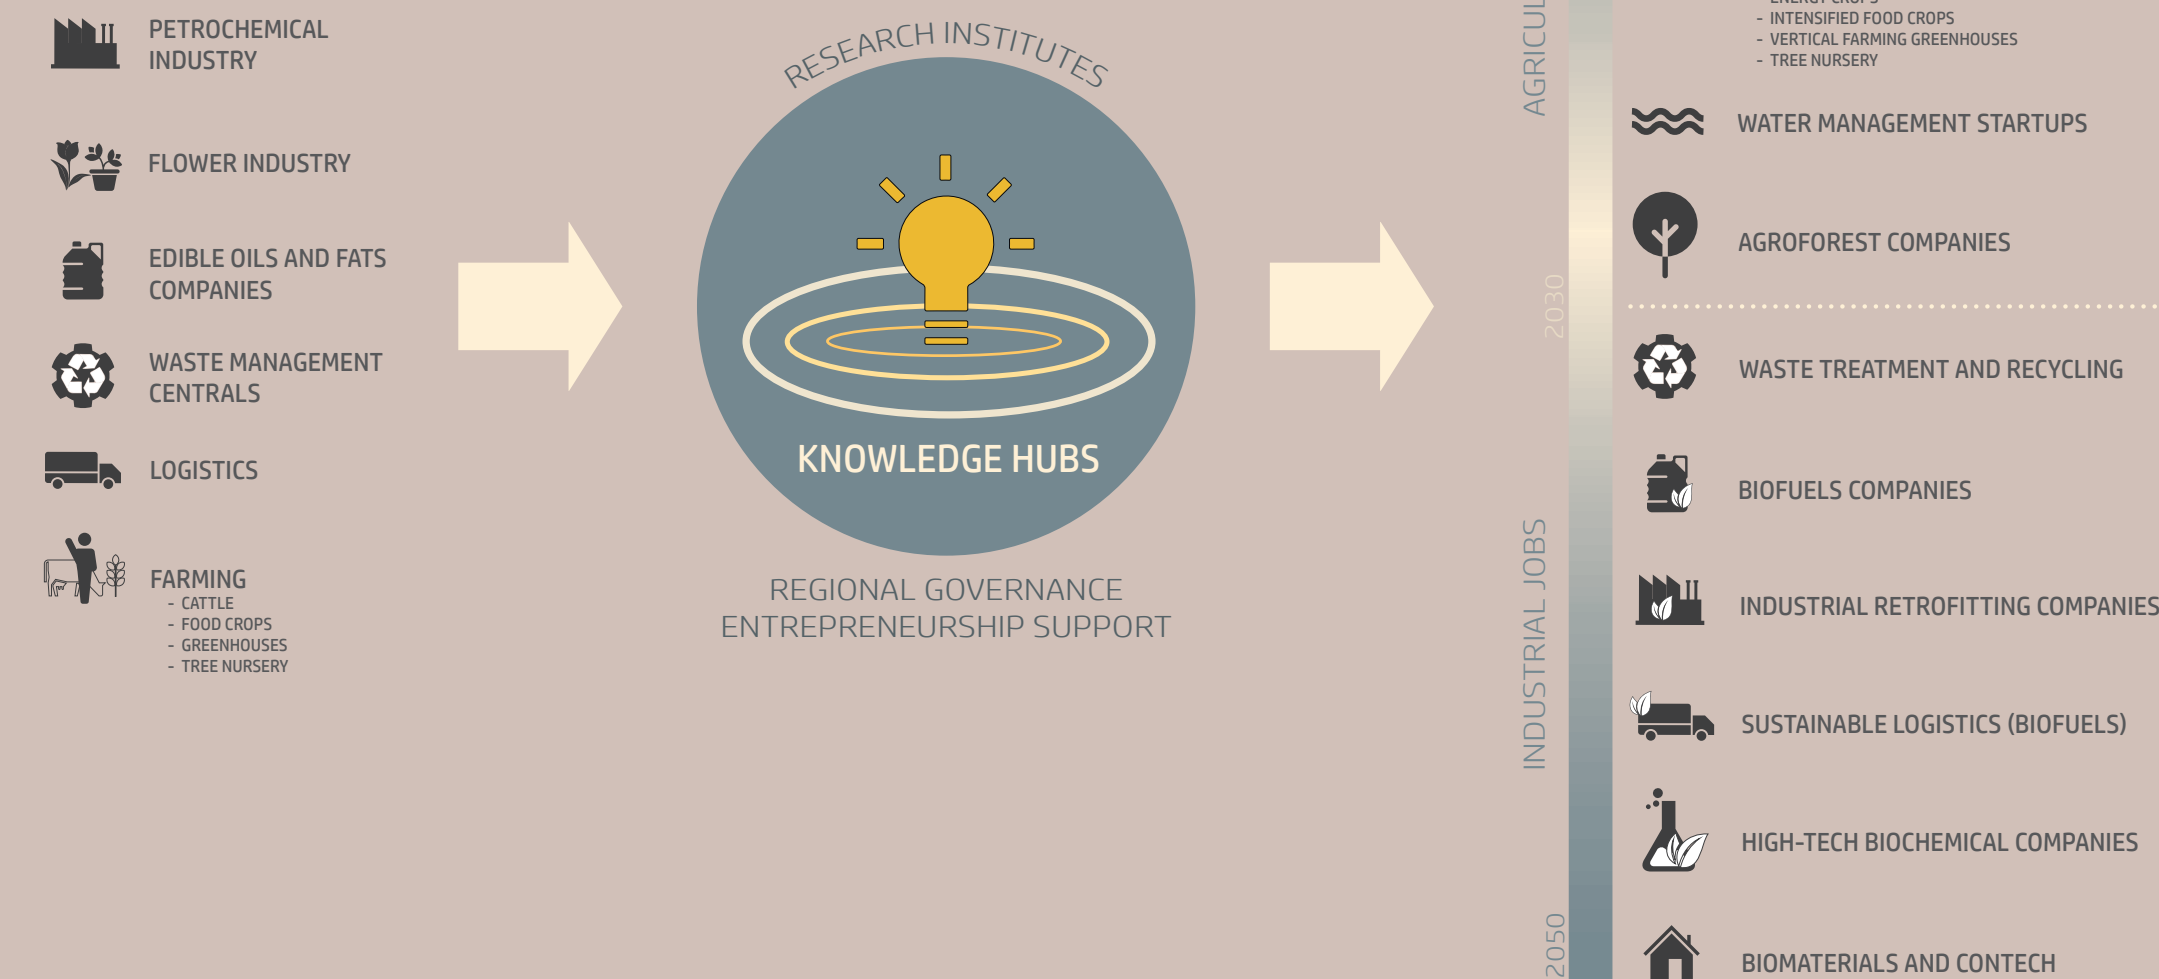 PETROCHEMICAL
INDUSTRY
FLOWER INDUSTRY
EDIBLE OILS AND FATS
COMPANIES
WASTE MANAGEMENT
CENTRALS
LOGISTICS
FARMING
- CATTLE
- FOOD CROPS
- GREENHOUSES
- TREE NURSERY
RESEARCH INSTITUTES
KNOWLEDGE HUBS
REGIONAL GOVERNANCE
ENTREPRENEURSHIP SUPPORT
2030
INDUSTRIAL JOBS
2050
ENERGY CROPS
- INTENSIFIED FOOD CROPS
- VERTICAL FARMING GREENHOUSES
- TREE NURSERY
WATER MANAGEMENT STARTUPS
AGROFOREST COMPANIES
WASTE TREATMENT AND RECYCLING
BIOFUELS COMPANIES
INDUSTRIAL RETROFITTING COMPANIES
SUSTAINABLE LOGISTICS (BIOFUELS)
HIGH-TECH BIOCHEMICAL COMPANIES
BIOMATERIALS AND CONTECH